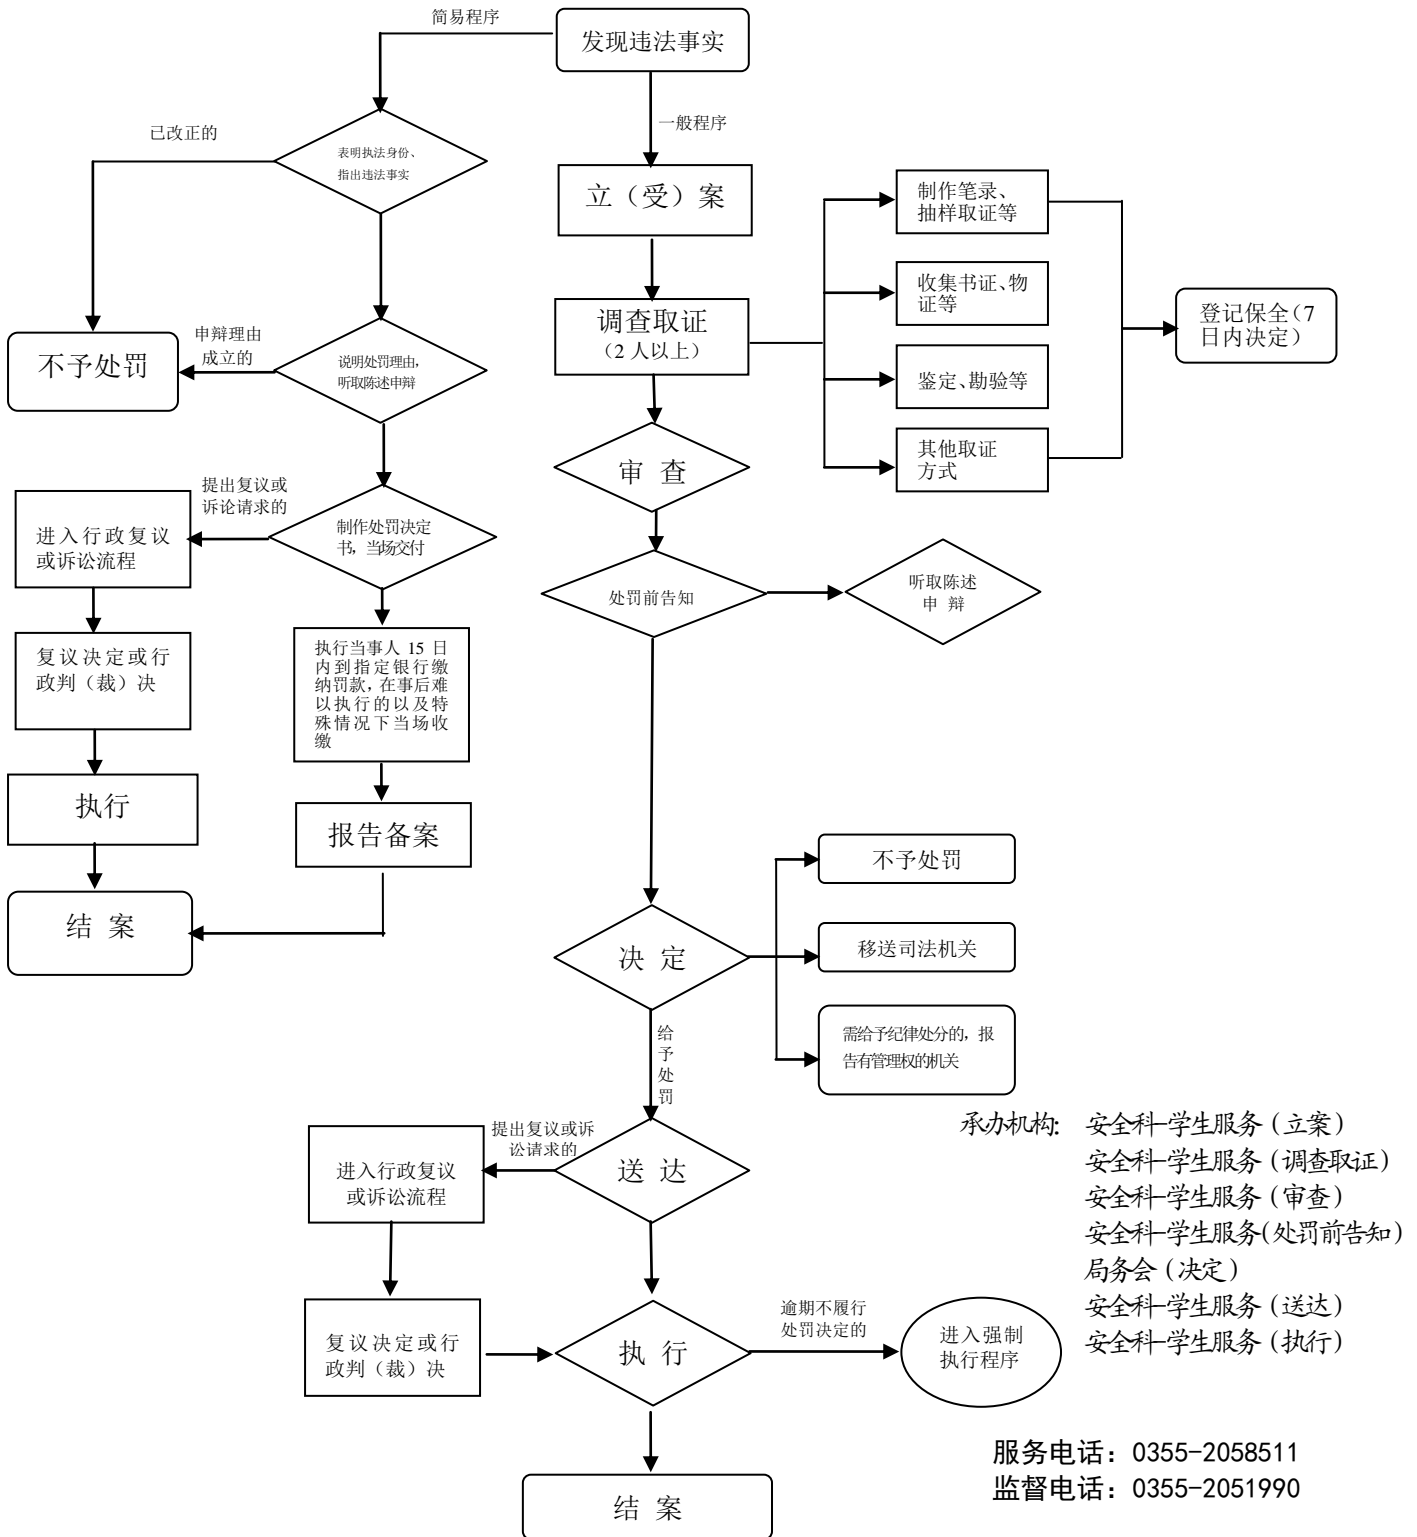 简易程序
发现违法事实
已改正的
一般程序
表明执法身份、
指出违法事实
立（受）案
制作笔录、
抽样取证等
收集书证、物
证等
登记保全（7
日内决定）
调查取证
（2 人以上）
申辩理由
成立的
不予处罚
说明处罚理由，
听取陈述申辩
鉴定、勘验等
其他取证
方式
审 查
提出复议或
诉论请求的
进入行政复议
或诉讼流程
制作处罚决定
书，当场交付
处罚前告知
听取陈述
申 辩
复议决定或行
政判（裁）决
执行当事人 15 日
内到指定银行缴
纳罚款，在事后难
以执行的以及特
殊情况下当场收
缴
执行
报告备案
结 案
不予处罚
决 定
移送司法机关
需给予纪律处分的，报
告有管理权的机关
给
予
处
罚
提出复议或诉
讼请求的
进入行政复议
或诉讼流程
送 达
承办机构： 安全科-学生服务（立案）
安全科-学生服务（调查取证）
安全科-学生服务（审查）
安全科-学生服务(处罚前告知)
局务会（决定）
安全科-学生服务（送达）
安全科-学生服务（执行）
复议决定或行
政判（裁）决
执 行
逾期不履行
处罚决定的
进入强制
执行程序
服务电话：0355-2058511
监督电话：0355-2051990
结 案